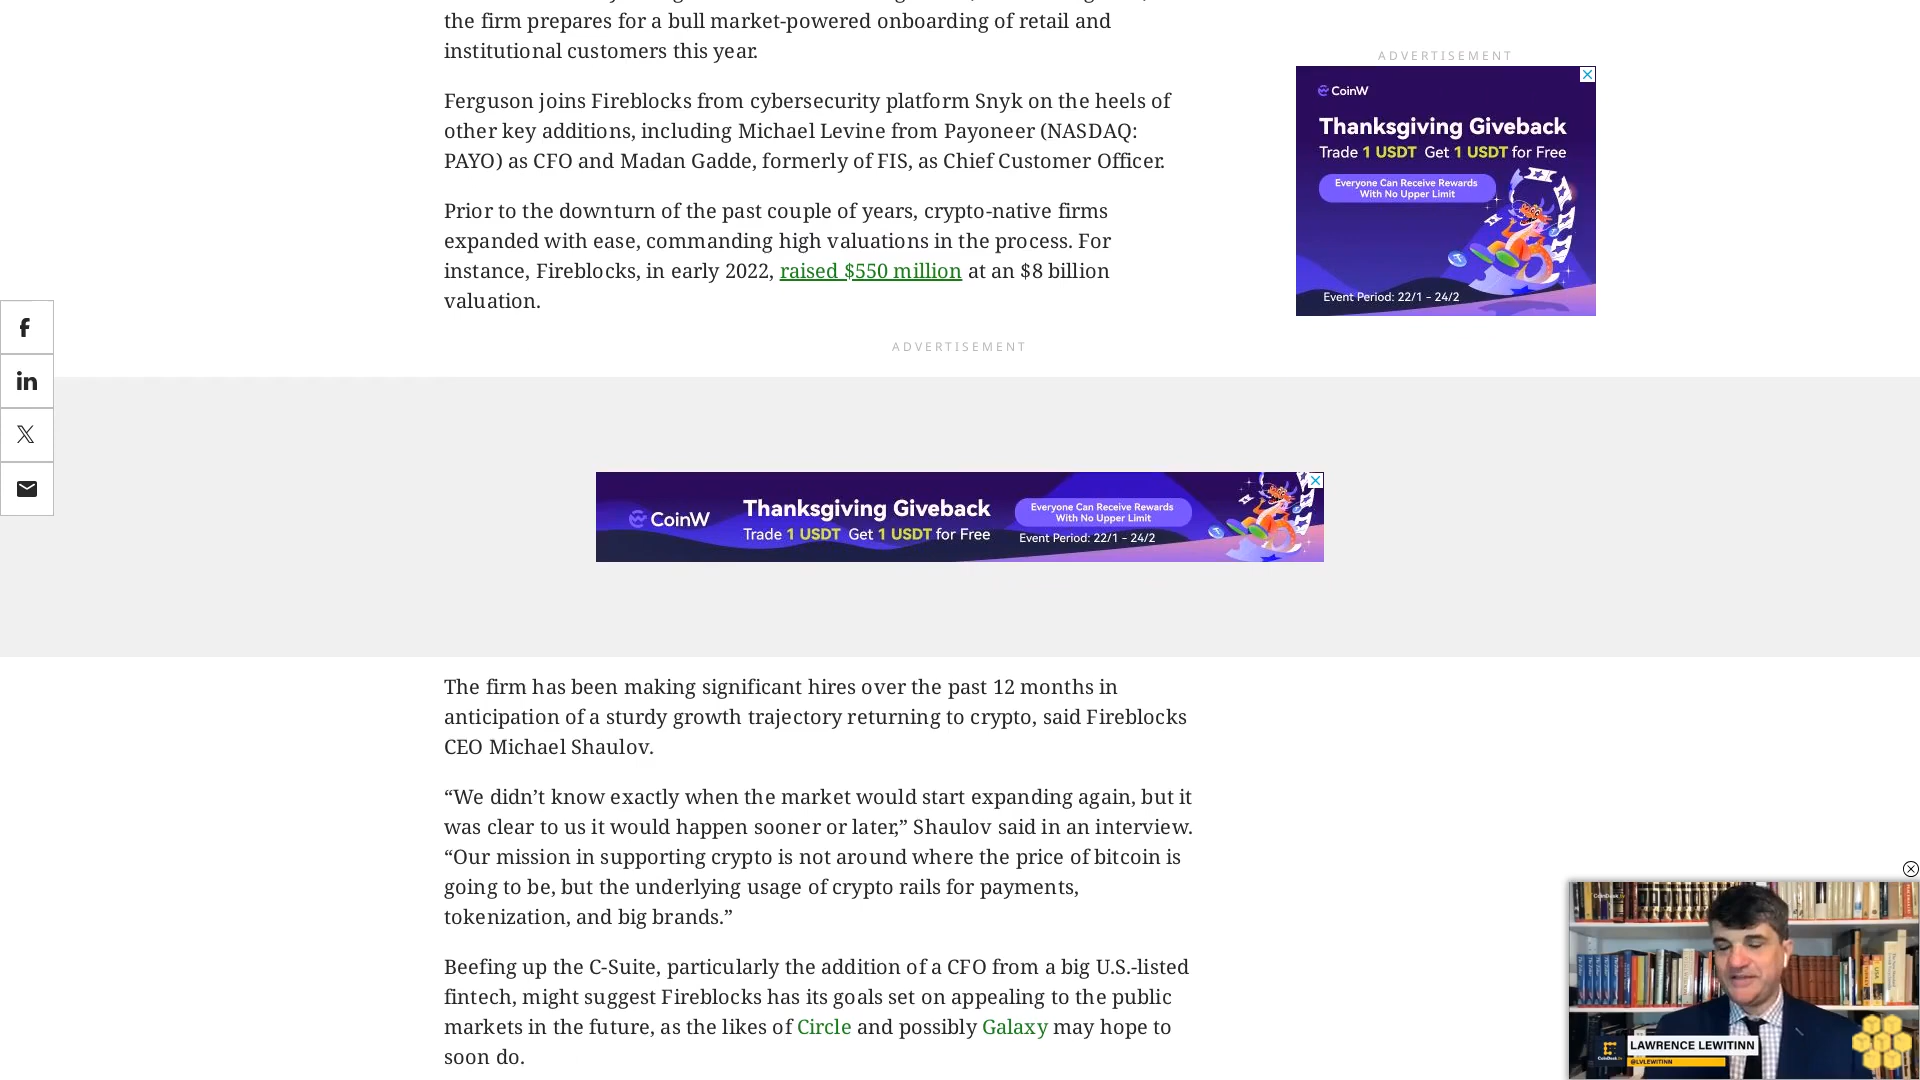 the firm prepares for a bull market-powered onboarding of retail and
institutional customers this year.
Ferguson joins Fireblocks from cybersecurity platform Snyk on the heels of
other key additions, including Michael Levine from Payoneer (NASDAQ:
PAYO) as CFO and Madan Gadde, formerly of FIS, as Chief Customer Officer.
Prior to the downturn of the past couple of years, crypto-native firms
expanded with ease, commanding high valuations in the process. For
instance, Fireblocks, in early 2022, raised $550 million at an $8 billion
valuation.
ADVERTISEMENT
CoinW
Thanksgiving Giveback
Trade 1 USDT Get 1 USDT for Free
Everyone Can Receive Rewards
With No Upper Limit
Event Period: 22/1 - 24/2
ADVERTISEMENT
CoinW
Thanksgiving Giveback
Trade 1 USDT Get 1 USDT for Free
Everyone Can Receive Rewards
With No Upper Limit
Event Period: 22/1 - 24/2
The firm has been making significant hires over the past 12 months in
anticipation of a sturdy growth trajectory returning to crypto, said Fireblocks
CEO Michael Shaulov.
“We didn’t know exactly when the market would start expanding again, but it
was clear to us it would happen sooner or later,” Shaulov said in an interview.
“Our mission in supporting crypto is not around where the price of bitcoin is
going to be, but the underlying usage of crypto rails for payments,
tokenization, and big brands.”
Beefing up the C-Suite, particularly the addition of a CFO from a big U.S.-listed
fintech, might suggest Fireblocks has its goals set on appealing to the public
markets in the future, as the likes of Circle and possibly Galaxy may hope to
soon do.
LAWRENCE LEWITINN
@LVLEWITINN